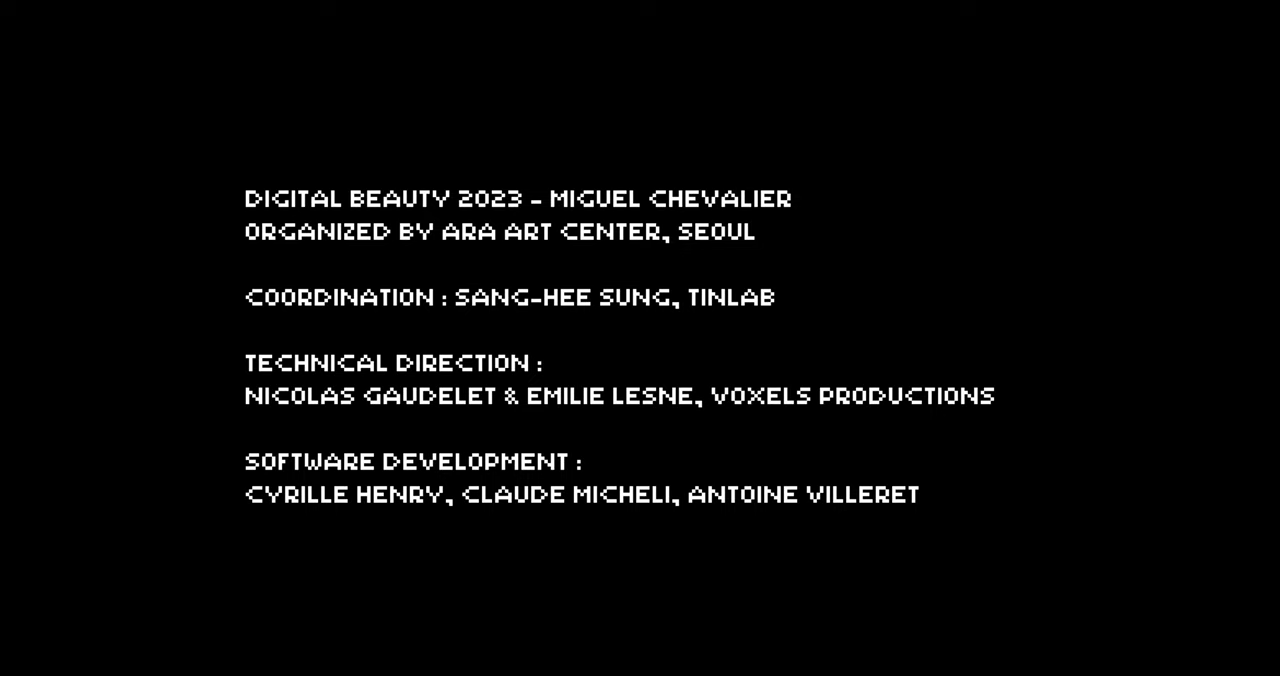 DIGITAL BEAUTY 2023 - MIGUEL CHEVALIER
ORGANIZED BY ARA ART CENTER, SEOUL
COORDINATION : SANG-HEE SUNG, TINLAB
TECHNICAL DIRECTION :
NICOLAS GAUDELET & EMILIE LESNE, VOXELS PRODUCTIONS
SOFTWARE DEVELOPMENT :
CYRILLE HENRY, CLAUDE MICHELI, ANTOINE VILLERET